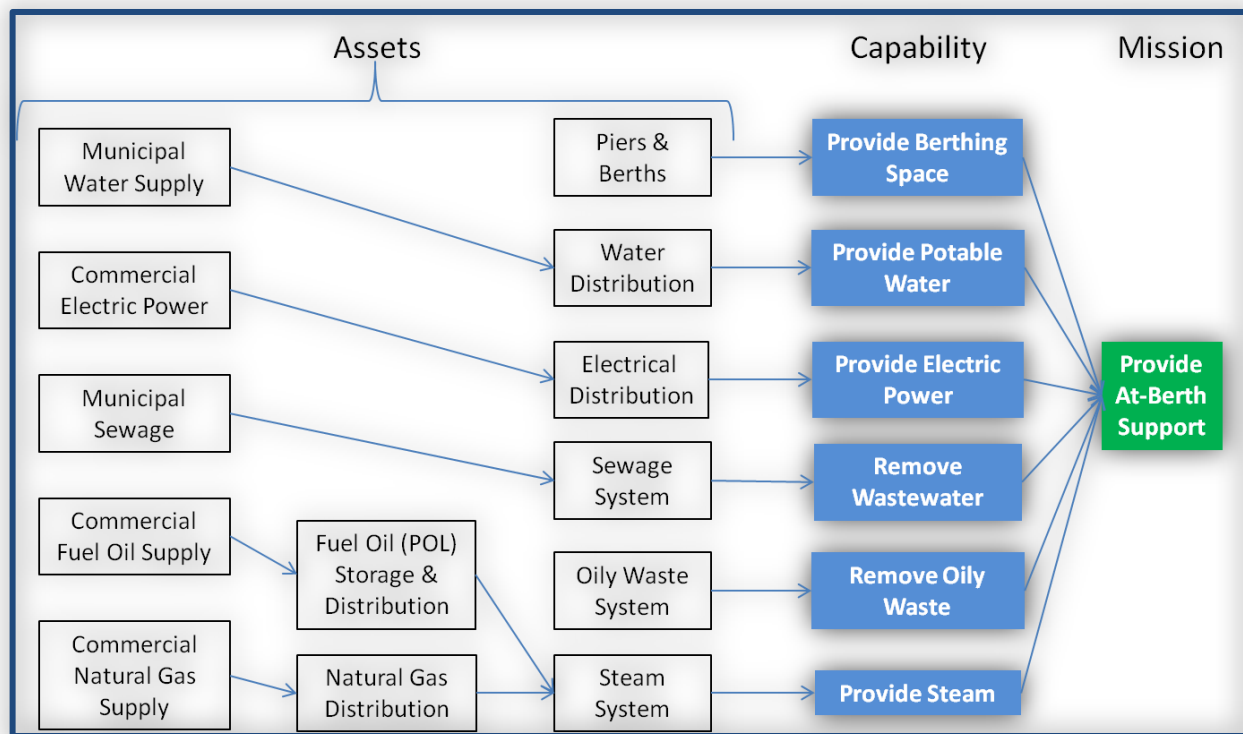 Assets
Capability
Mission
Municipal
Water Supply
Piers &
Berths
Provide Berthing
Space
Commercial
Electric Power
Water
Distribution
Provide Potable
Water
Municipal
Sewage
Electrical
Distribution
Provide Electric
Power
Provide
At-Berth
Support
Sewage
System
Remove
Wastewater
Commercial
Fuel Oil Supply
Fuel Oil (POL)
Storage &
Distribution
Oily Waste
System
Remove Oily
Waste
Commercial
Natural Gas
Supply
Natural Gas
Distribution
Steam
System
Provide Steam